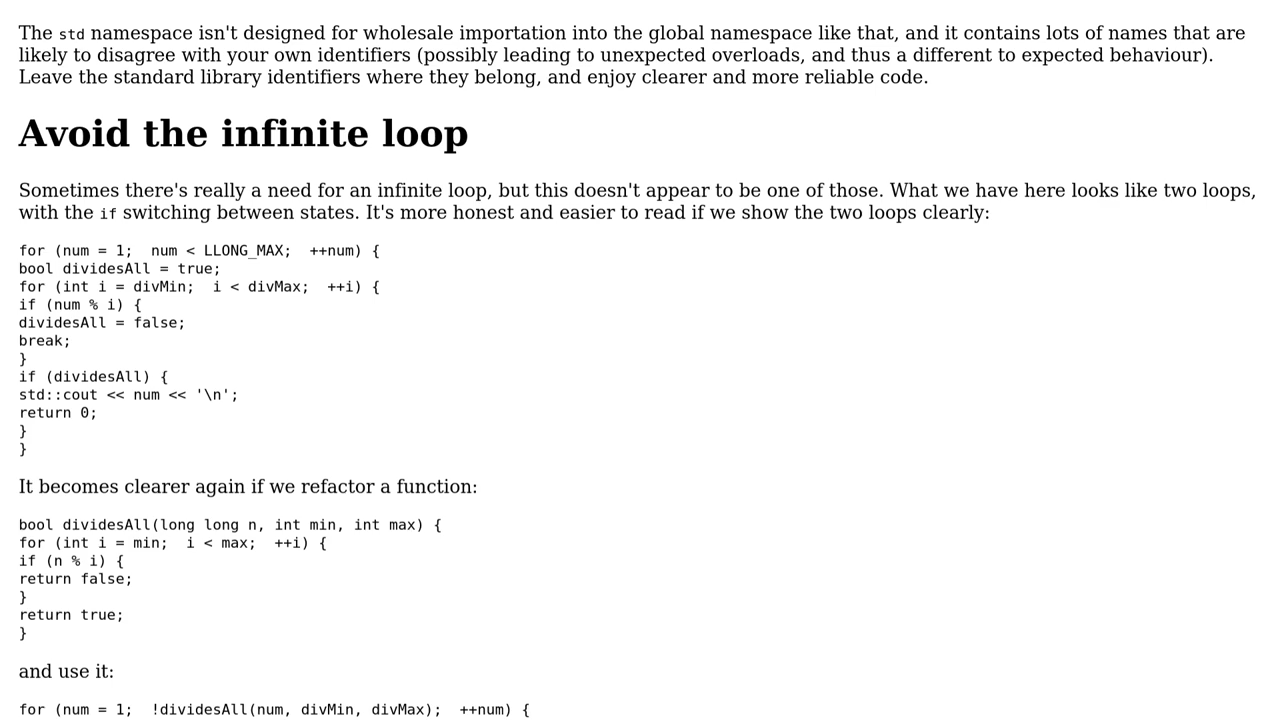 The std namespace isn't designed for wholesale importation into the global namespace like that, and it contains lots of names that are
likely to disagree with your own identifiers (possibly leading to unexpected overloads, and thus a different to expected behaviour).
Leave the standard library identifiers where they belong, and enjoy clearer and more reliable code.
Avoid the infinite loop
Sometimes there's really a need for an infinite loop, but this doesn't appear to be one of those. What we have here looks like two loops,
with the if switching between states. It's more honest and easier to read if we show the two loops clearly:
for (num = 1;  num < LLONG_MAX;  ++num) {
bool dividesAll = true;
for (int i = divMin;  i < divMax;  ++i) {
if (num % i) {
dividesAll = false;
break;
}
if (dividesAll) {
std::cout << num << '\n';
return 0;
}
}
It becomes clearer again if we refactor a function:
bool dividesAll(long long n, int min, int max) {
for (int i = min;  i < max;  ++i) {
if (n % i) {
return false;
}
return true;
}
and use it:
for (num = 1;  !dividesAll(num, divMin, divMax);  ++num) {